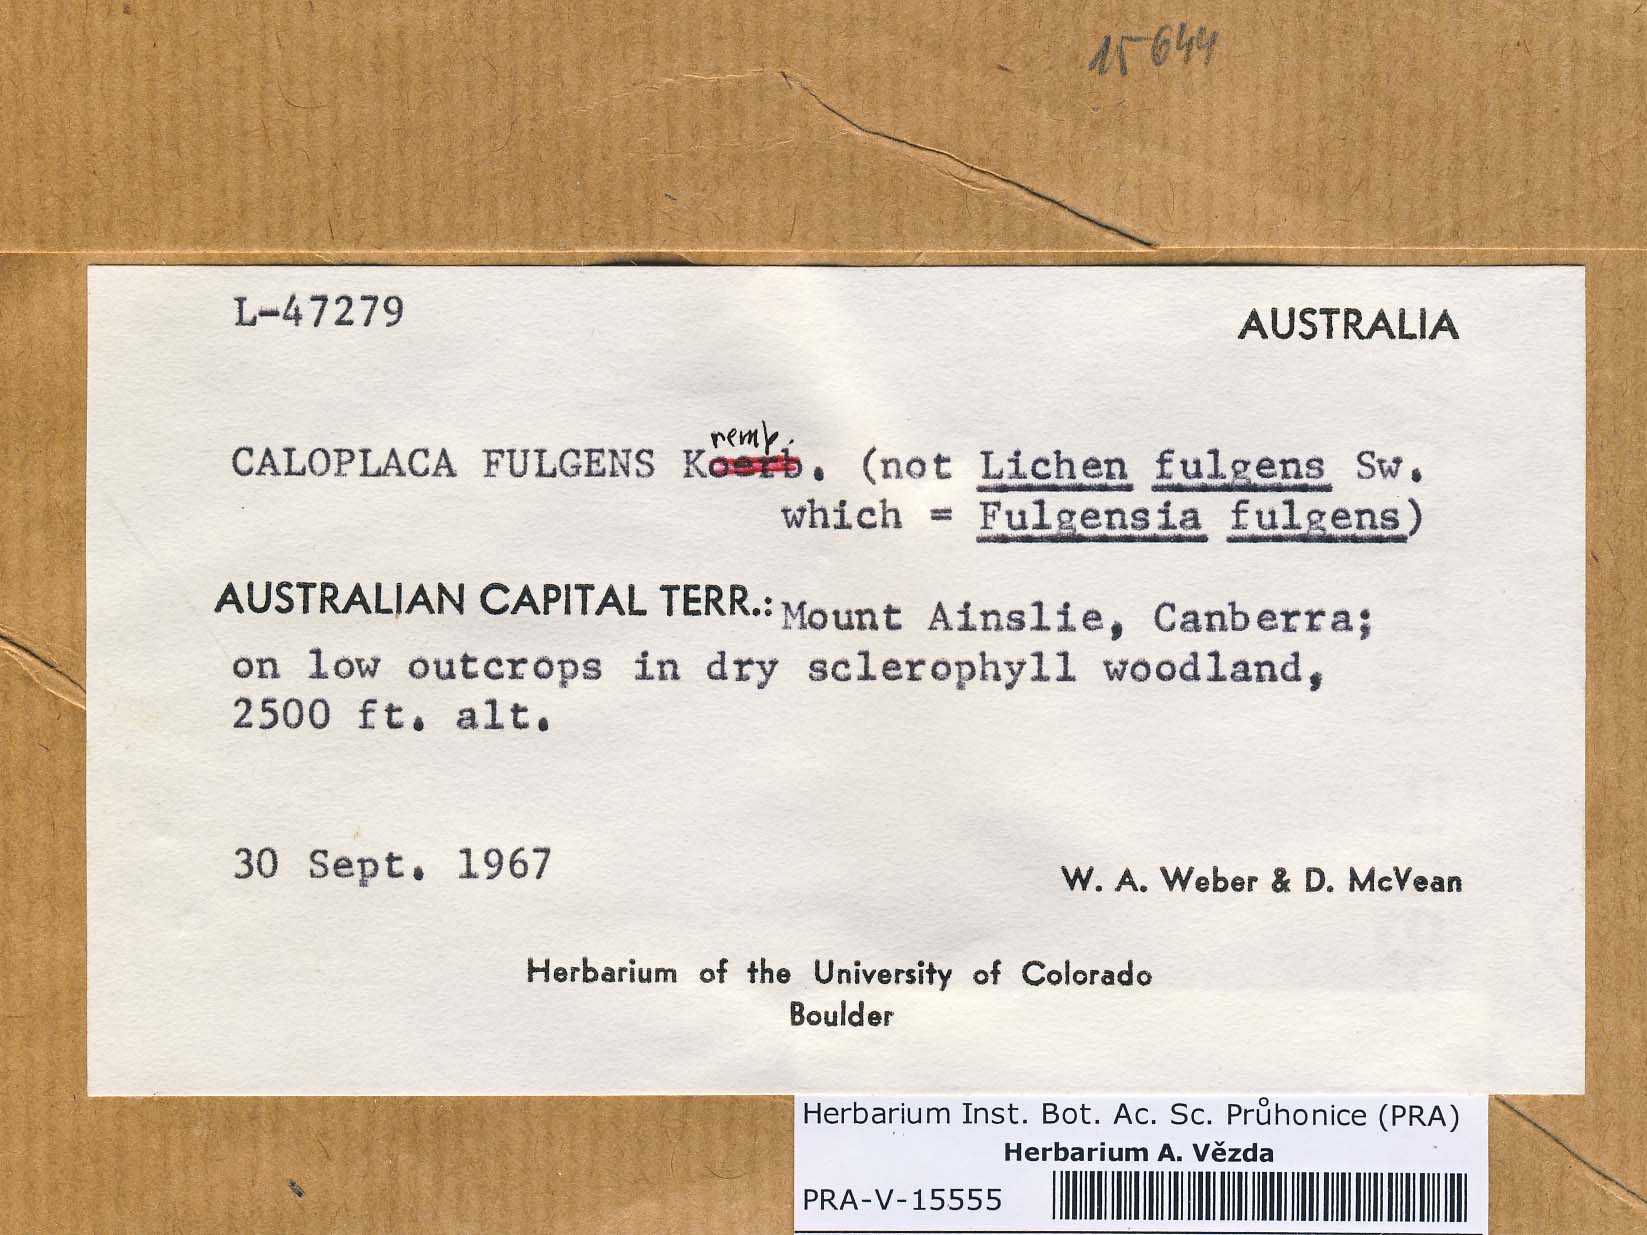 15644
L-47279
AUSTRALIA
remp.
CALOPLACA FULGENS Koerb. (not Lichen fulgens Sw.
which = Fulgensia fulgens)
AUSTRALIAN CAPITAL TERR.: Mount Ainslie, Canberra;
on low outcrops in dry sclerophyll woodland,
2500 ft. alt.
30 Sept. 1967
W. A. Weber & D. McVean
Herbarium of the University of Colorado
Boulder
Herbarium Inst. Bot. Ac. Sc. Průhonice (PRA)
Herbarium A. Vězda
PRA-V-15555